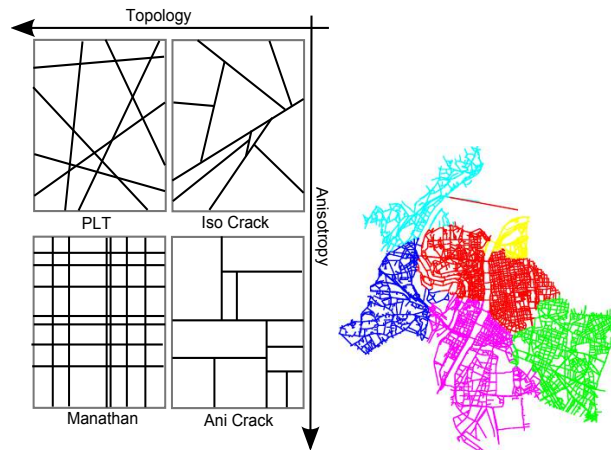 Topology
PLT
Iso Crack
Anisotropy
Manathan
Ani Crack